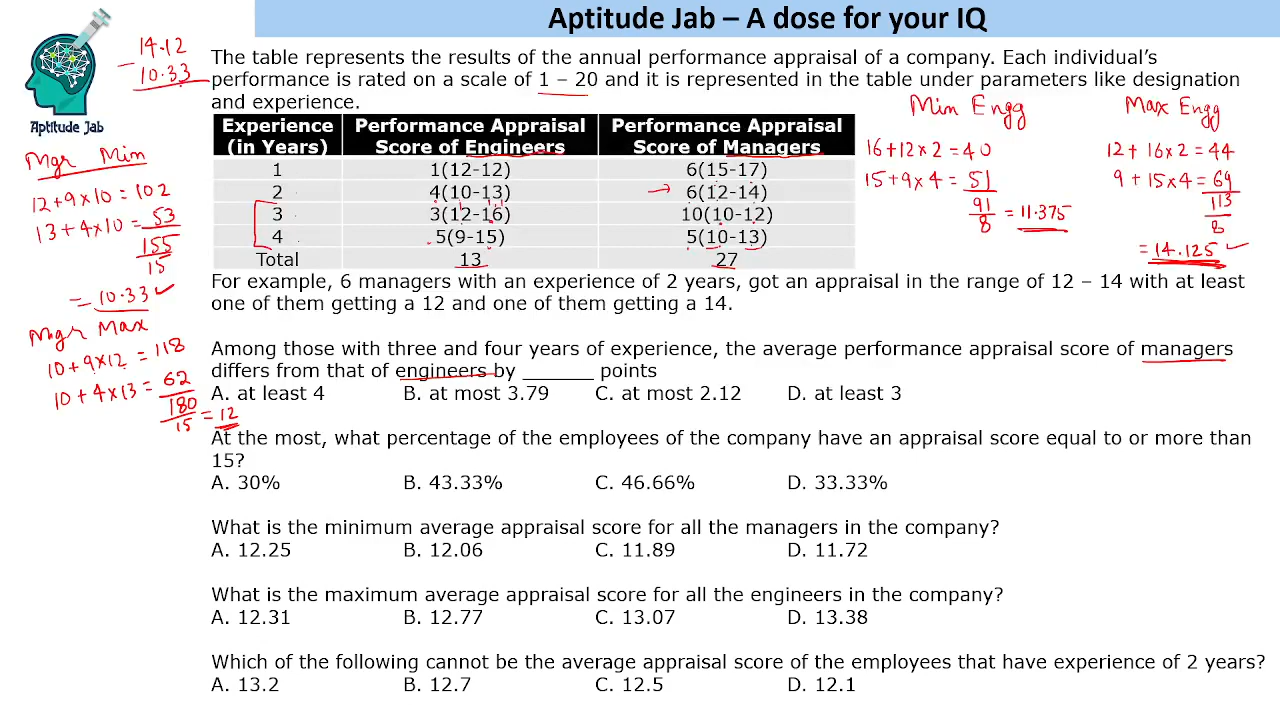 Aptitude Jab – A dose for your IQ
Aptitude Jab
14.12
− 10.33
The table represents the results of the annual performance appraisal of a company. Each individual's
performance is rated on a scale of 1 – 20 and it is represented in the table under parameters like designation
and experience.
Experience (in Years) Performance Appraisal Score of Engineers Performance Appraisal Score of Managers
1 1(12-12) 6(15-17)
2 4(10-13) → 6(12-14)
3 3(12-16) 10(10-12)
4 5(9-15) 5(10-13)
Total 13 27
Min Engg
16+12×2=40
15+9×4=51
91
8
=11.375
Max Engg
12+16×2=44
9+15×4=69
113
8
=14.125
Mgr Min
12+9×10=102
13+4×10=53
155
15
=10.33
Mgr Max
10+9×12=118
10+4×13=62
180
15
=12
For example, 6 managers with an experience of 2 years, got an appraisal in the range of 12 – 14 with at least
one of them getting a 12 and one of them getting a 14.
Among those with three and four years of experience, the average performance appraisal score of managers
differs from that of engineers by ______ points
A. at least 4 B. at most 3.79 C. at most 2.12 D. at least 3
At the most, what percentage of the employees of the company have an appraisal score equal to or more than
15?
A. 30% B. 43.33% C. 46.66% D. 33.33%
What is the minimum average appraisal score for all the managers in the company?
A. 12.25 B. 12.06 C. 11.89 D. 11.72
What is the maximum average appraisal score for all the engineers in the company?
A. 12.31 B. 12.77 C. 13.07 D. 13.38
Which of the following cannot be the average appraisal score of the employees that have experience of 2 years?
A. 13.2 B. 12.7 C. 12.5 D. 12.1